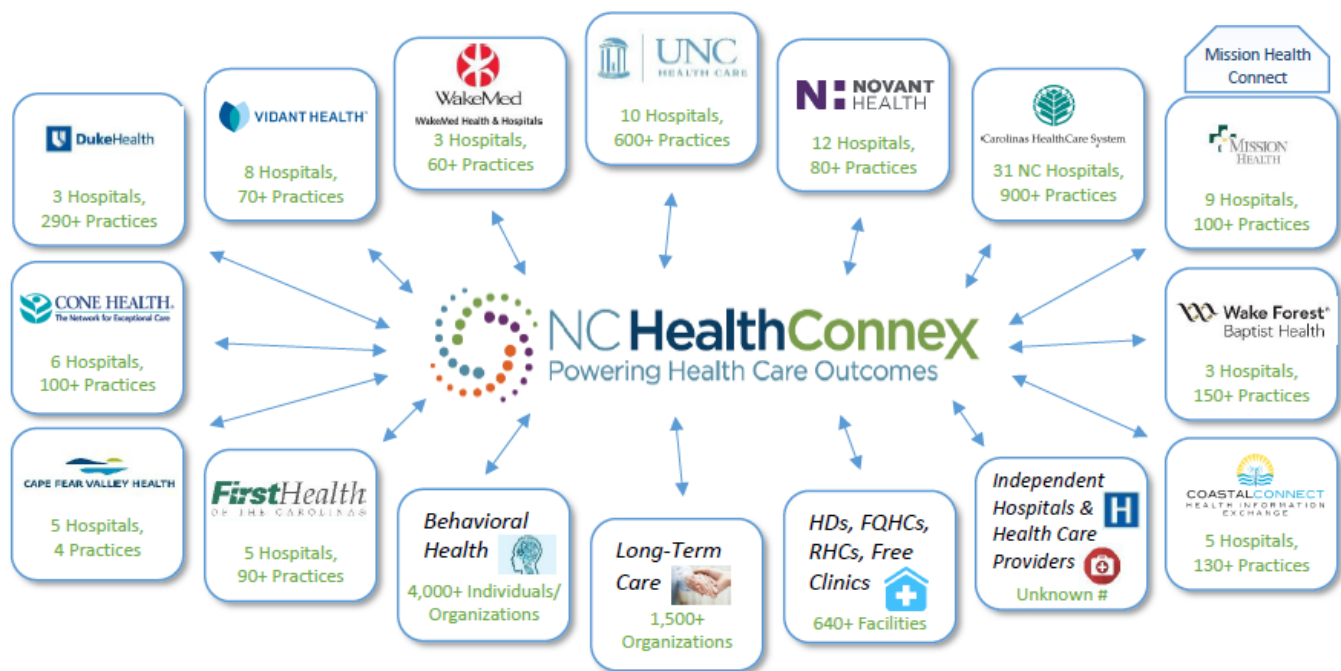 DukeHealth
3 Hospitals,
290+ Practices
VIDANT HEALTH™
8 Hospitals,
70+ Practices
WakeMed
WakeMed Health & Hospitals
3 Hospitals,
60+ Practices
UNC
HEALTH CARE
10 Hospitals,
600+ Practices
NOVANT
HEALTH
12 Hospitals,
80+ Practices
Carolinas HealthCare System
31 NC Hospitals,
900+ Practices
Mission Health
Connect
MISSION
HEALTH
9 Hospitals,
100+ Practices
CONE HEALTH®
The Network for Exceptional Care
6 Hospitals,
100+ Practices
NC HealthConnex
Powering Health Care Outcomes
Wake Forest®
Baptist Health
3 Hospitals,
150+ Practices
CAPE FEAR VALLEY HEALTH
5 Hospitals,
4 Practices
FirstHealth
OF THE CAROLINAS
5 Hospitals,
90+ Practices
Behavioral
Health
4,000+ Individuals/
Organizations
Long-Term
Care
1,500+
Organizations
HDs, FQHCs,
RHCs, Free
Clinics
640+ Facilities
Independent
Hospitals &
Health Care
Providers
H
Unknown #
COASTALCONNECT
HEALTH INFORMATION
EXCHANGE
5 Hospitals,
130+ Practices